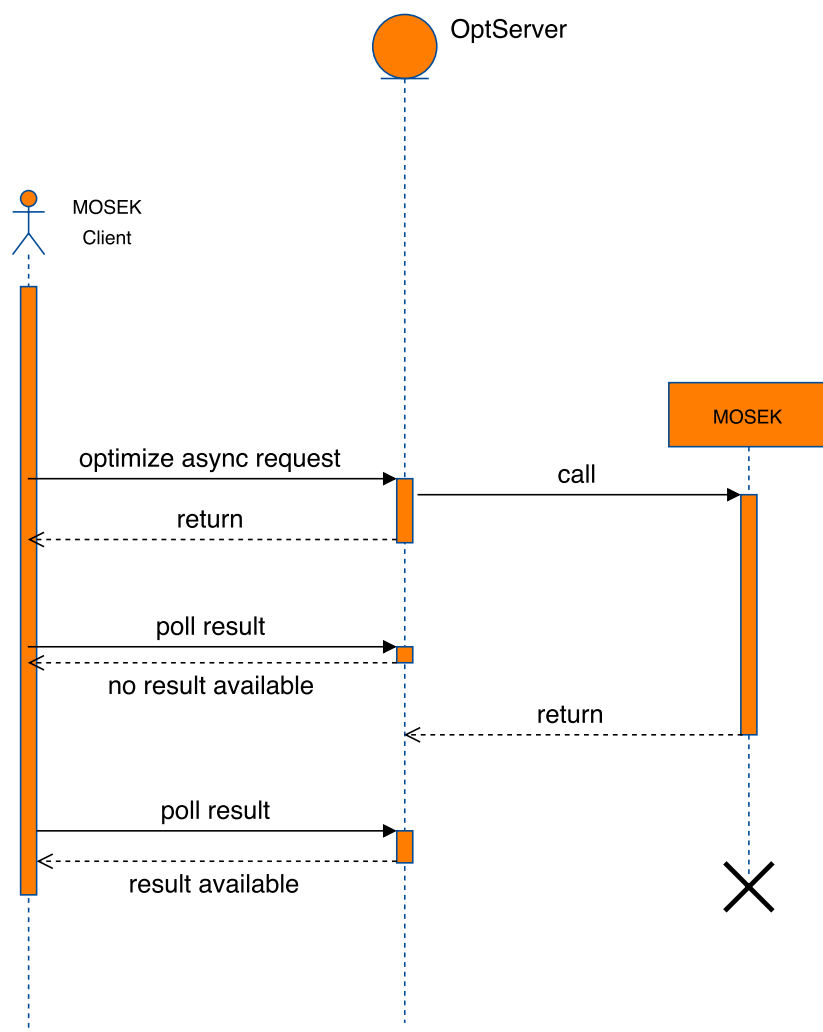 OptServer
MOSEK
Client
MOSEK
optimize async request
call
return
poll result
no result available
return
poll result
result available